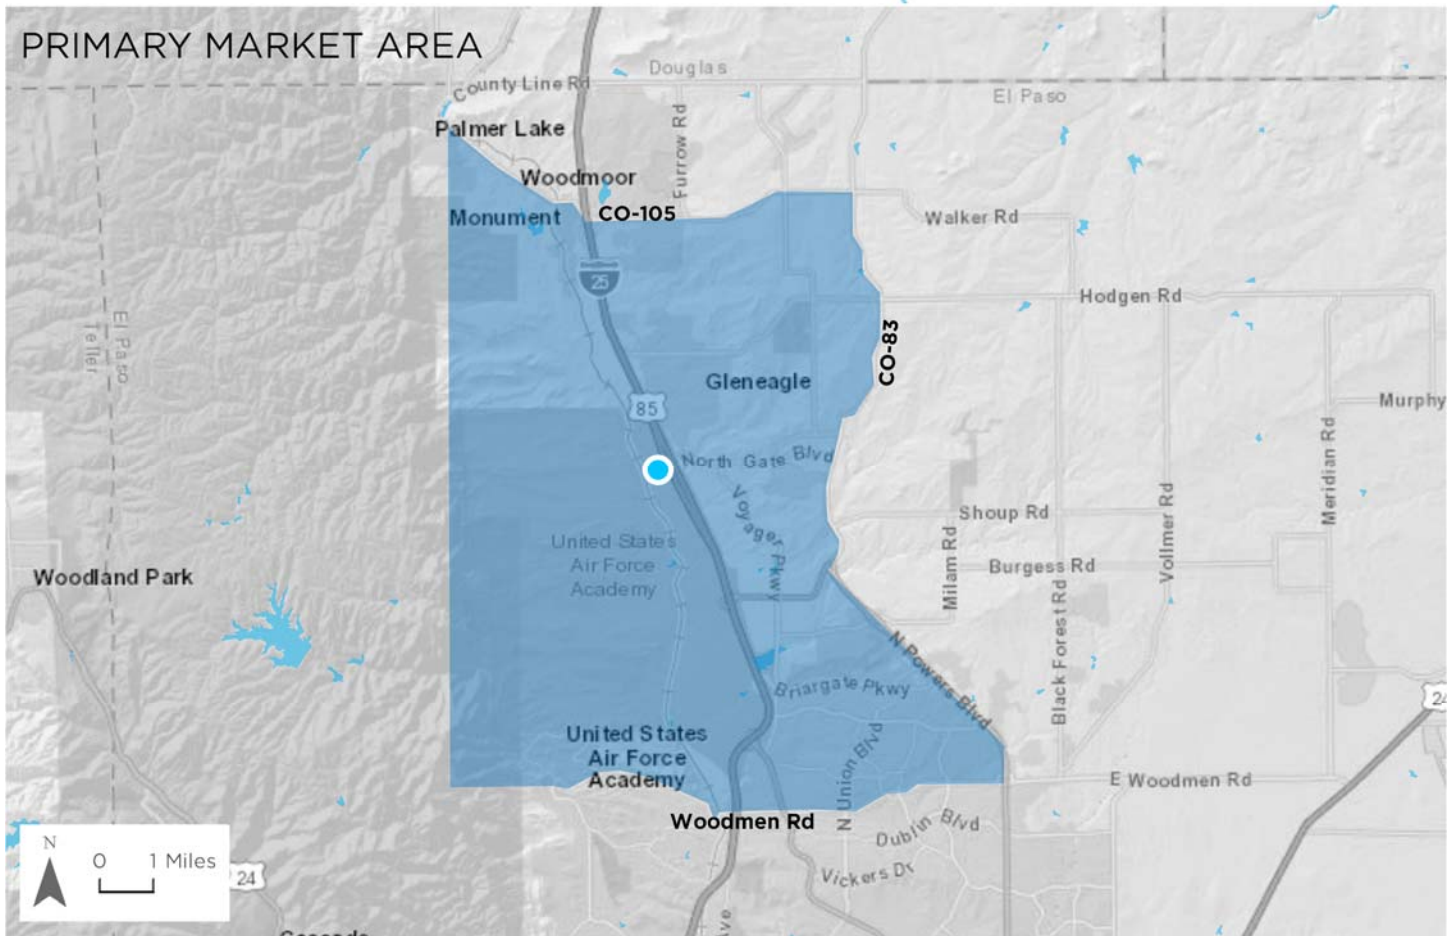 PRIMARY MARKET AREA
Douglas
County Line Rd
El Paso
Palmer Lake
Furrow Rd
Woodmoor
Monument
CO-105
Walker Rd
25
Hodgen Rd
El Paso
Teller
CO-83
Gleneagle
85
Murphy
North Gate Blvd
Meridian Rd
Voyager Pkwy
Shoup Rd
Vollmer Rd
United States
Air Force
Academy
Milam Rd
Burgess Rd
Woodland Park
Black Forest Rd
N Powers Blvd
Briargate Pkwy
24
United States
Air Force
Academy
N Union Blvd
E Woodmen Rd
Woodmen Rd
Dublin Blvd
Vickers Dr
N
0 1 Miles
24
Ave